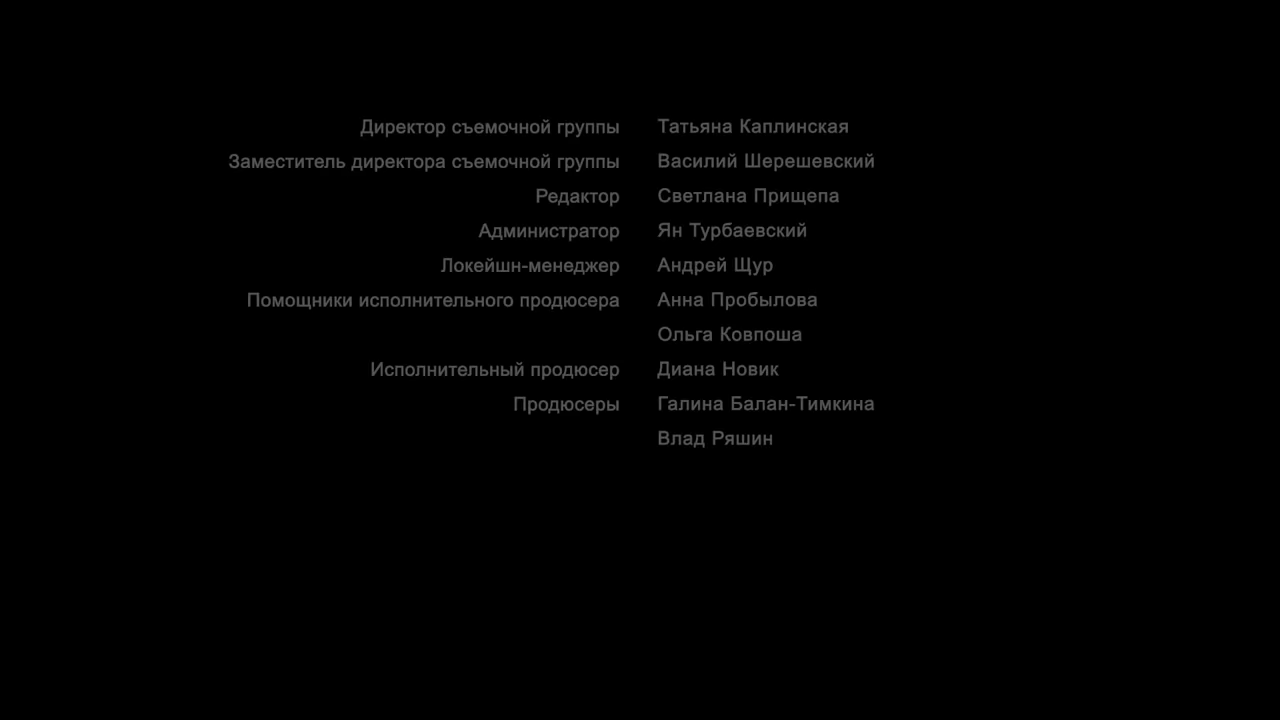 Директор съемочной группы Татьяна Каплинская
Заместитель директора съемочной группы Василий Шерешевский
Редактор Светлана Прищепа
Администратор Ян Турбаевский
Локейшн-менеджер Андрей Щур
Помощники исполнительного продюсера Анна Пробылова
Ольга Ковпоша
Исполнительный продюсер Диана Новик
Продюсеры Галина Балан-Тимкина
Влад Ряшин